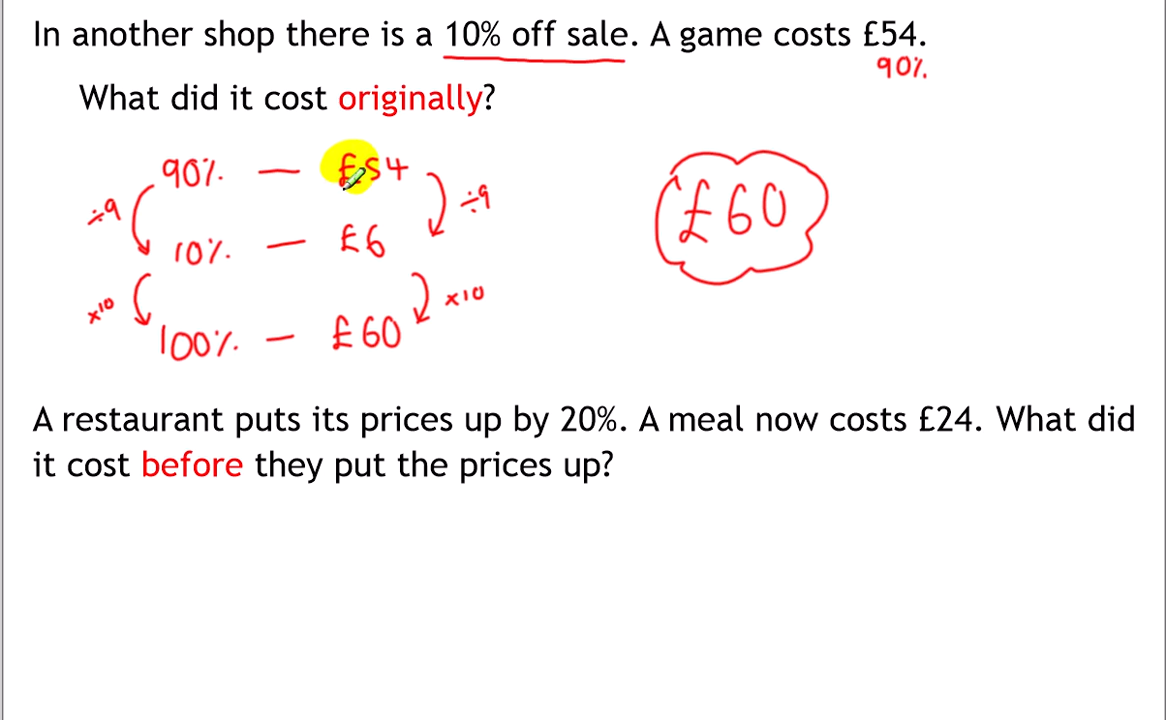 In another shop there is a 10% off sale. A game costs £54.
90%.
What did it cost originally?
90% — £54
÷9 ÷9
10% — £6
£60
x10 x10
100% — £60
A restaurant puts its prices up by 20%. A meal now costs £24. What did
it cost before they put the prices up?